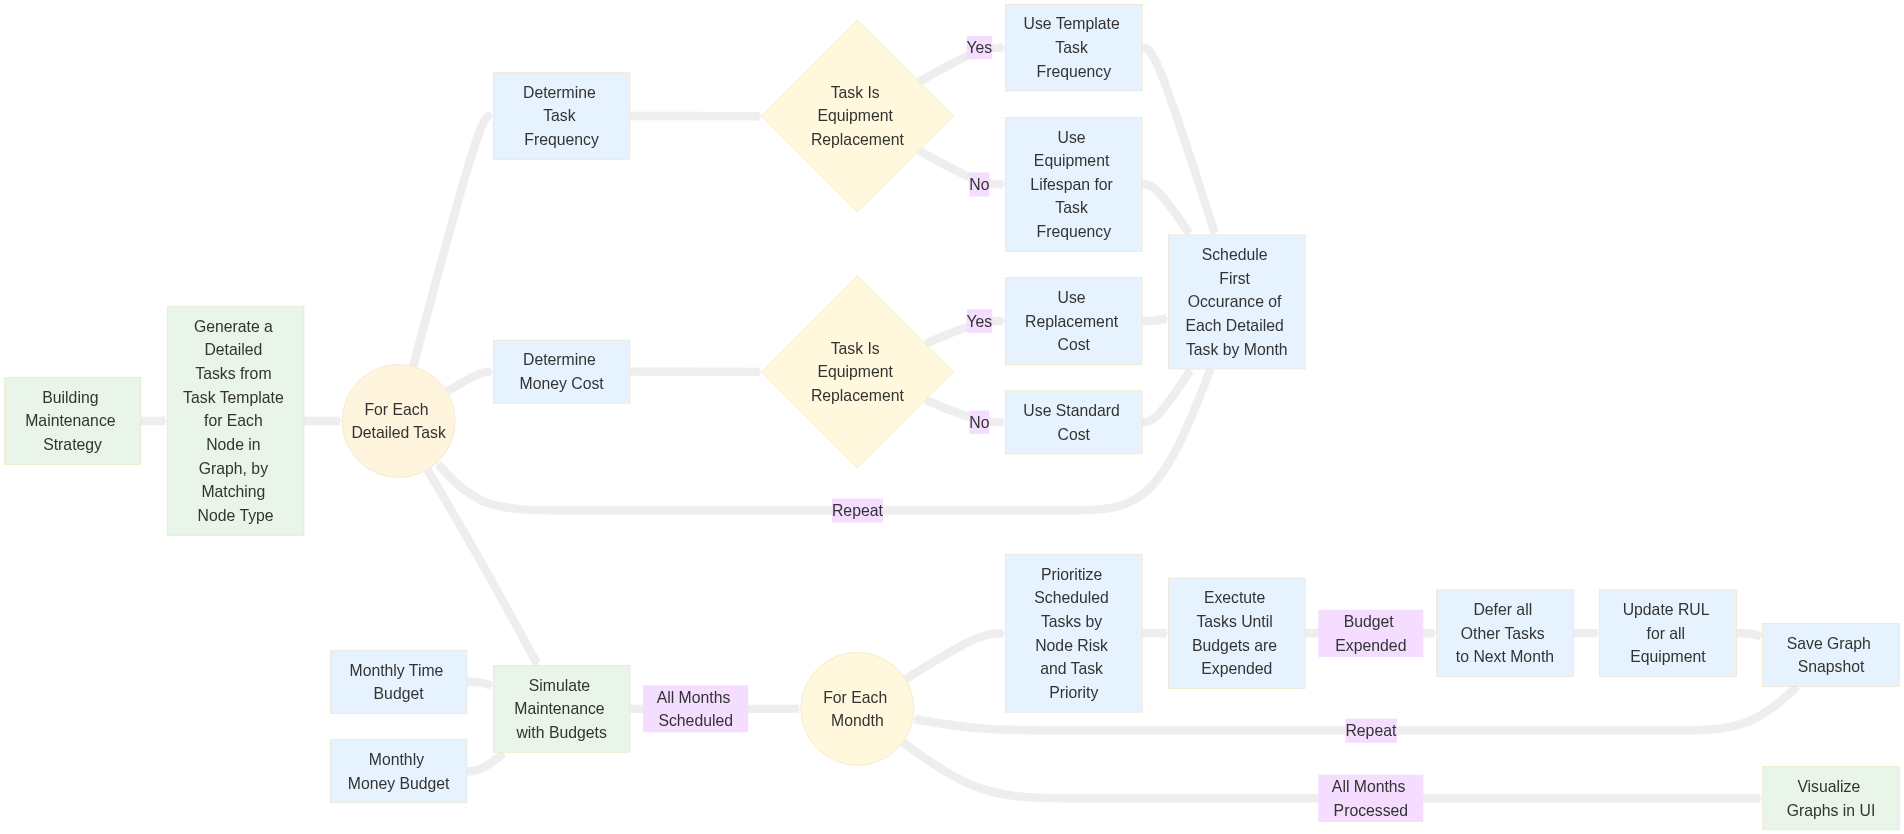 Building
Maintenance
Strategy
Generate a
Detailed
Tasks from
Task Template
for Each
Node in
Graph, by
Matching
Node Type
For Each
Detailed Task
Determine
Task
Frequency
Task Is
Equipment
Replacement
Yes
Use Template
Task
Frequency
No
Use
Equipment
Lifespan for
Task
Frequency
Determine
Money Cost
Task Is
Equipment
Replacement
Yes
Use
Replacement
Cost
No
Use Standard
Cost
Schedule
First
Occurance of
Each Detailed
Task by Month
Repeat
Monthly Time
Budget
Monthly
Money Budget
Simulate
Maintenance
with Budgets
All Months
Scheduled
For Each
Mondth
Prioritize
Scheduled
Tasks by
Node Risk
and Task
Priority
Exectute
Tasks Until
Budgets are
Expended
Budget
Expended
Defer all
Other Tasks
to Next Month
Update RUL
for all
Equipment
Save Graph
Snapshot
Repeat
All Months
Processed
Visualize
Graphs in UI